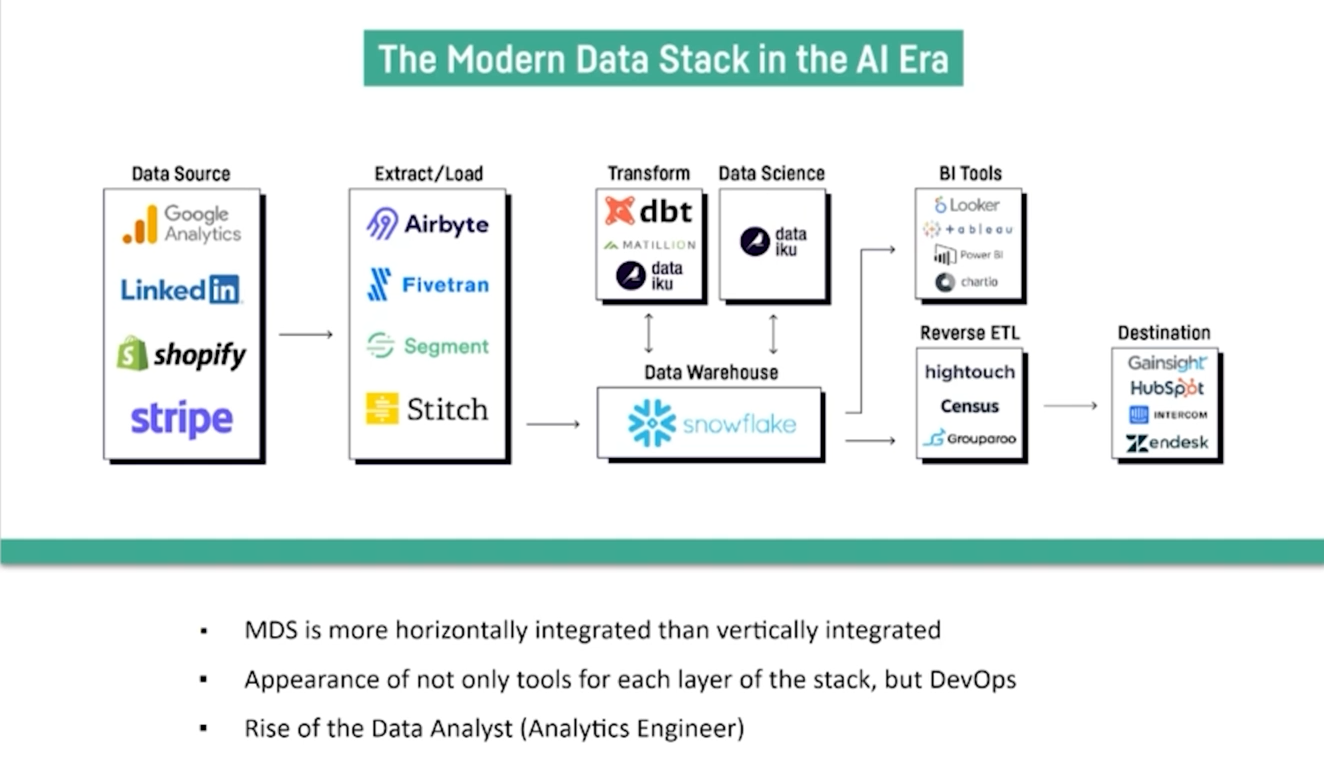 The Modern Data Stack in the AI Era
Data Source
Google
Analytics
Linked in
shopify
stripe
Extract/Load
Airbyte
Fivetran
Segment
Stitch
Transform
dbt
MATILLION
data
iku
Data Science
data
iku
Data Warehouse
snowflake
BI Tools
Looker
+ableau
Power BI
chartio
Reverse ETL
hightouch
Census
Grouparoo
Destination
Gainsight
HubSpot
INTERCOM
Zendesk
▪ MDS is more horizontally integrated than vertically integrated
▪ Appearance of not only tools for each layer of the stack, but DevOps
▪ Rise of the Data Analyst (Analytics Engineer)